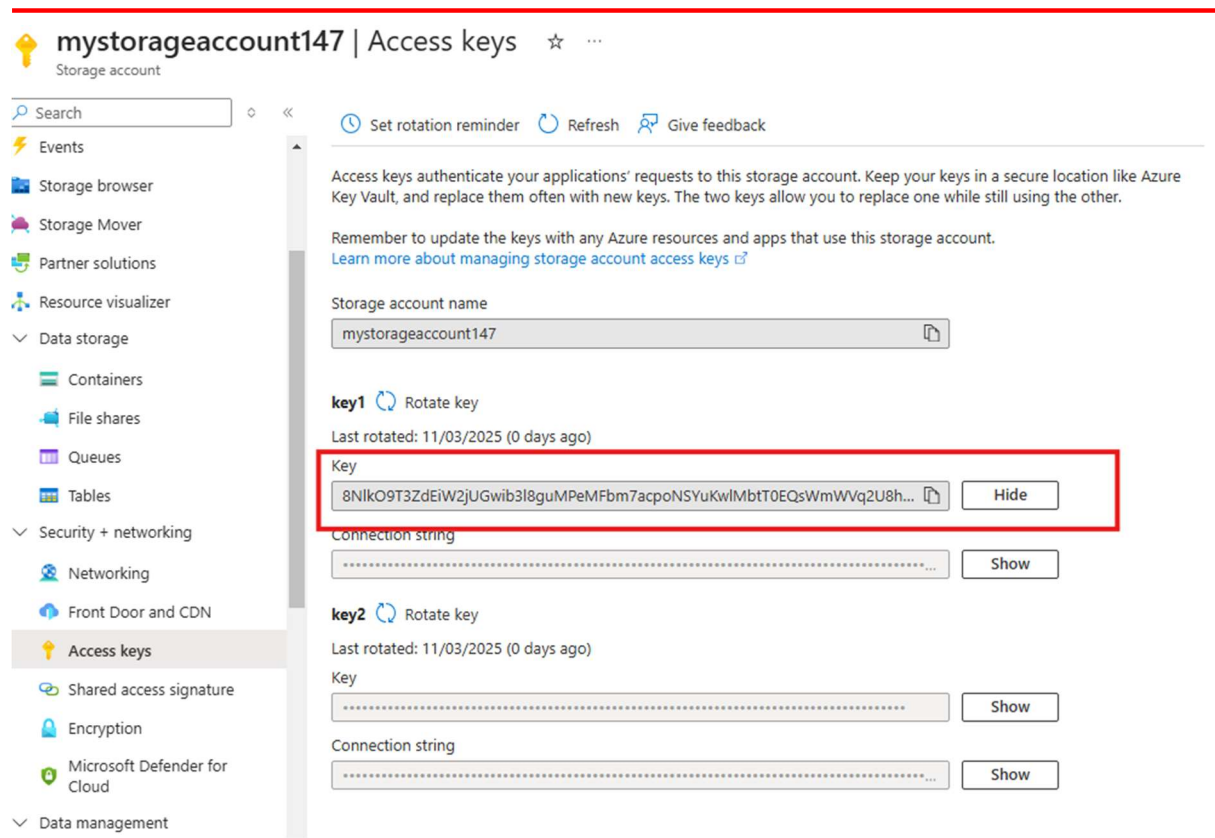 mystorageaccount147 | Access keys
Storage account
Search
Set rotation reminder
Refresh
Give feedback
Events
Storage browser
Storage Mover
Partner solutions
Resource visualizer
Data storage
Containers
File shares
Queues
Tables
Security + networking
Networking
Front Door and CDN
Access keys
Shared access signature
Encryption
Microsoft Defender for
Cloud
Data management
Access keys authenticate your applications' requests to this storage account. Keep your keys in a secure location like Azure
Key Vault, and replace them often with new keys. The two keys allow you to replace one while still using the other.
Remember to update the keys with any Azure resources and apps that use this storage account.
Learn more about managing storage account access keys
Storage account name
mystorageaccount147
key1 Rotate key
Last rotated: 11/03/2025 (0 days ago)
Key
8NlkO9T3ZdEiW2jUGwib3l8guMPeMFbm7acpoNSYuKwlMbtT0EQsWmWVq2U8h...
Hide
Connection string
Show
key2 Rotate key
Last rotated: 11/03/2025 (0 days ago)
Key
Show
Connection string
Show